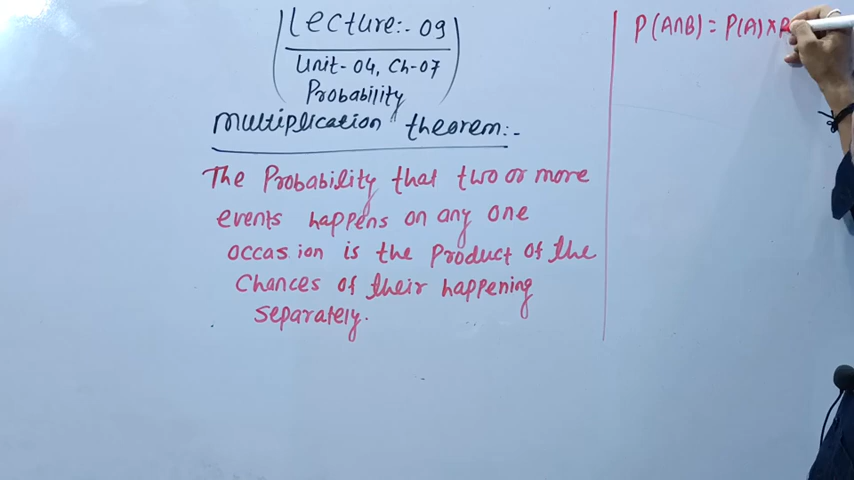 Lecture:- 09
Unit-04, Ch-07
Probability
multiplication theorem:-
The Probability that two or more
events happens on any one
occasion is the product of the
Chances of their happening
separately.
P(A∩B) = P(A)×